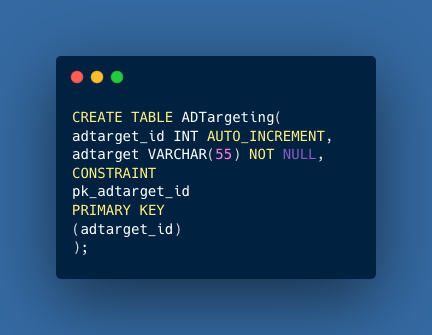 CREATE TABLE ADTargeting(
adtarget_id INT AUTO_INCREMENT,
adtarget VARCHAR(55) NOT NULL,
CONSTRAINT
pk_adtarget_id
PRIMARY KEY
(adtarget_id)
);